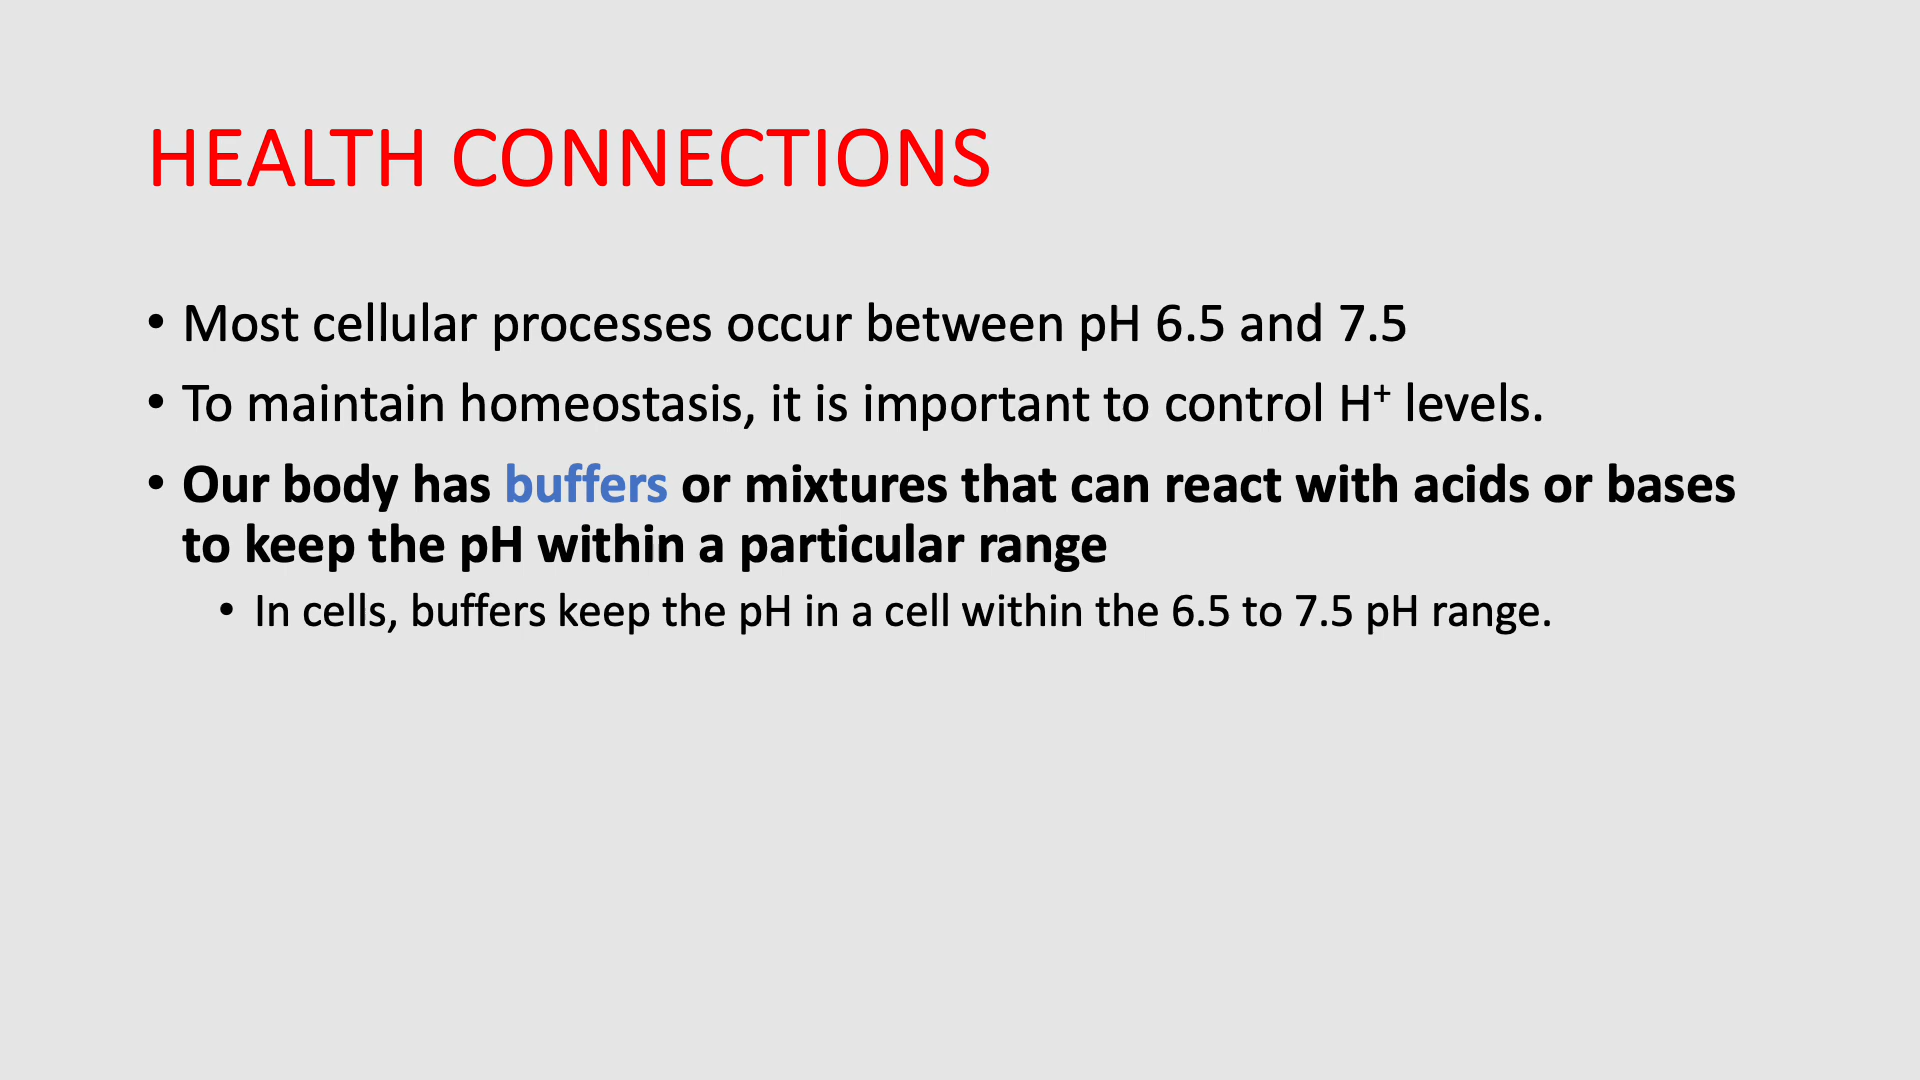 HEALTH CONNECTIONS
• Most cellular processes occur between pH 6.5 and 7.5
• To maintain homeostasis, it is important to control H⁺ levels.
• Our body has buffers or mixtures that can react with acids or bases
to keep the pH within a particular range
• In cells, buffers keep the pH in a cell within the 6.5 to 7.5 pH range.